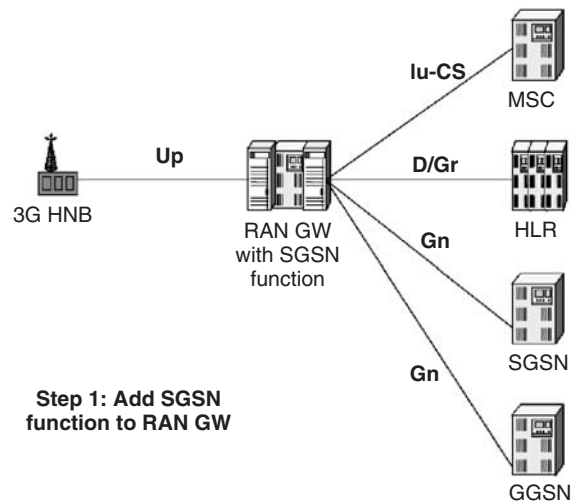 Iu-CS
MSC
Up
D/Gr
3G HNB
RAN GW
with SGSN
function
HLR
Gn
SGSN
Gn
Step 1: Add SGSN
function to RAN GW
GGSN